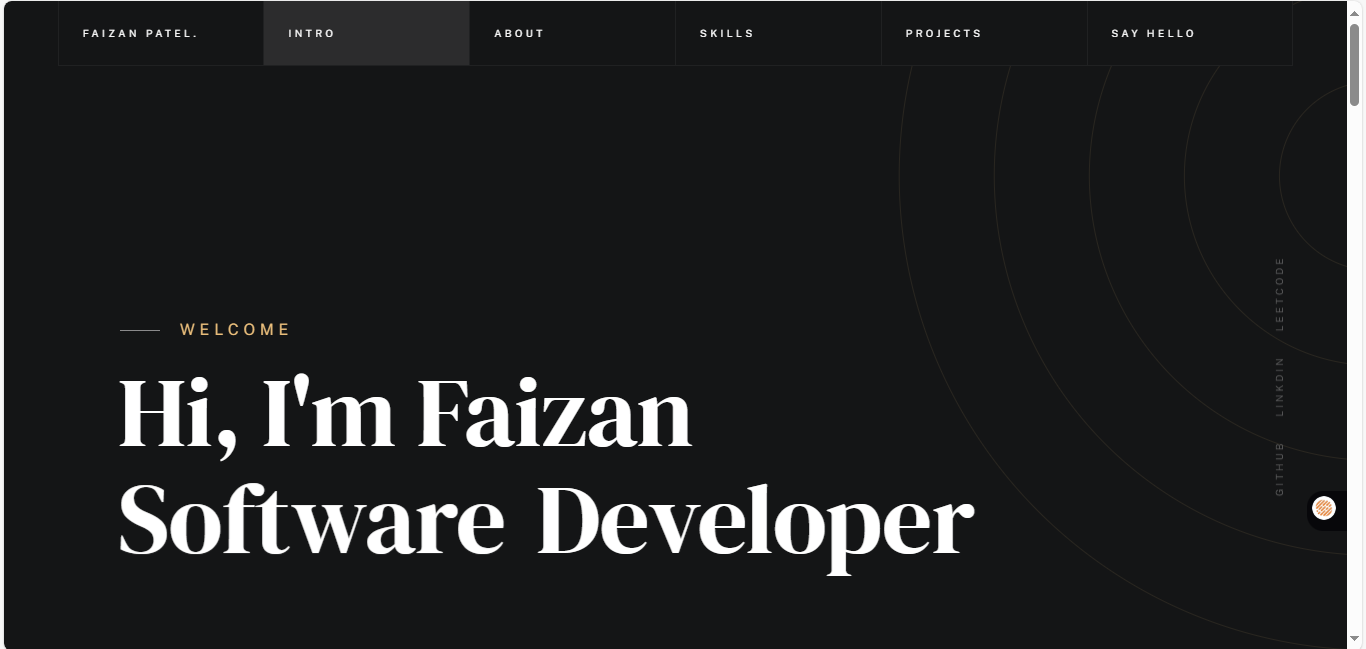 FAIZAN PATEL.
INTRO
ABOUT
SKILLS
PROJECTS
SAY HELLO
WELCOME
Hi, I'm Faizan
Software Developer
LEETCODE
LINKDIN
GITHUB